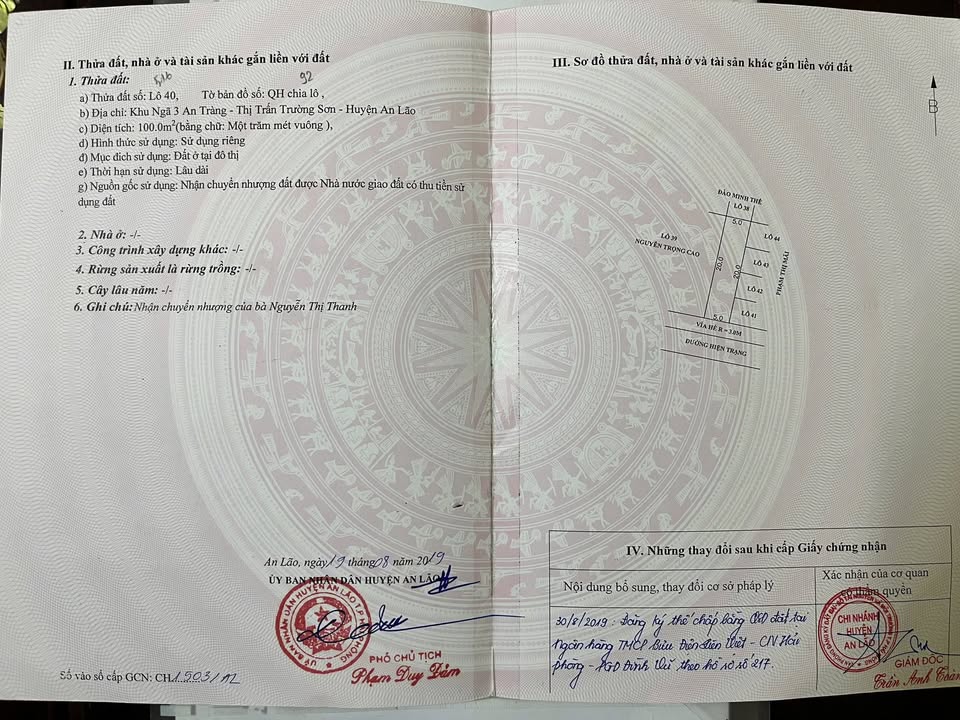 II. Thửa đất, nhà ở và tài sản khác gắn liền với đất
1. Thửa đất:
516 92
a) Thửa đất số: Lô 40, Tờ bản đồ số: QH chia lô ,
b) Địa chỉ: Khu Ngã 3 An Tràng - Thị Trấn Trường Sơn - Huyện An Lão
c) Diện tích: 100.0m²(bằng chữ: Một trăm mét vuông ),
d) Hình thức sử dụng: Sử dụng riêng
đ) Mục đich sử dụng: Đất ở tại đô thị
e) Thời hạn sử dụng: Lâu dài
g) Nguồn gốc sử dụng: Nhận chuyển nhượng đất được Nhà nước giao đất có thu tiền sử
dụng đất
2. Nhà ở: -/-
3. Công trình xây dựng khác: -/-
4. Rừng sản xuất là rừng trồng: -/-
5. Cây lâu năm: -/-
6. Ghi chú: Nhận chuyển nhượng của bà Nguyễn Thị Thanh
An Lão, ngày 19 tháng 08 năm 2019
ỦY BAN NHÂN DÂN HUYỆN AN LÃO
PHÓ CHỦ TỊCH
Phạm Duy Đảm
Số vào sổ cấp GCN: CH 1503/AL
III. Sơ đồ thửa đất, nhà ở và tài sản khác gắn liền với đất
B
ĐÀO MINH THẾ
LÔ 38
5.0
LÔ 39
NGUYỄN TRỌNG CAO
LÔ 44
LÔ 43
LÔ 42
LÔ 41
PHẠM THỊ MÃI
20.0
20.0
5.0
VỈA HÈ R = 3.0M
ĐƯỜNG HIỆN TRẠNG
IV. Những thay đổi sau khi cấp Giấy chứng nhận
Nội dung bổ sung, thay đổi cơ sở pháp lý
Xác nhận của cơ quan
có thẩm quyền
30/8/2019: Đăng ký thế chấp bằng QSD đất tại
Ngân hàng TMCP Bưu Điện Liên Việt - CN Hải
Phòng - PGD Đình Vũ theo hồ sơ số 217.
CHI NHÁNH
HUYỆN
AN LÃO
GIÁM ĐỐC
Trần Anh Toàn